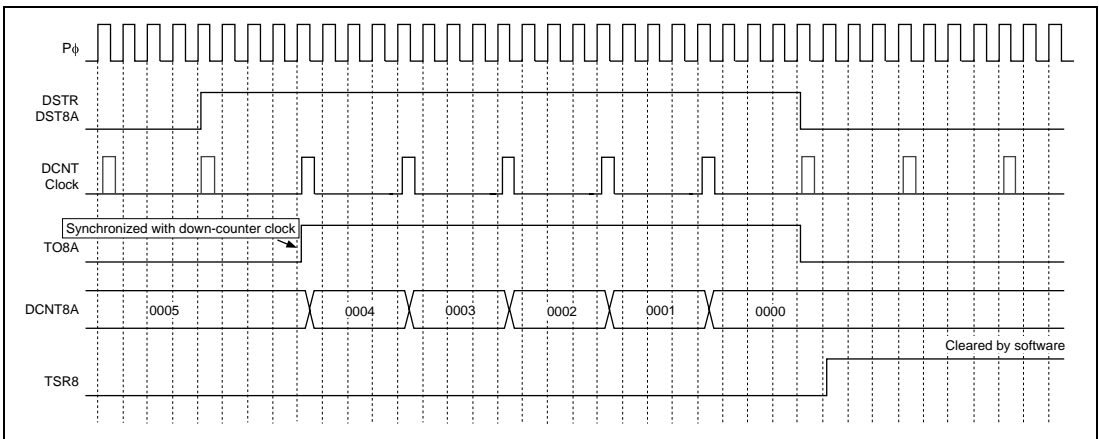 Pϕ
DSTR
DST8A
DCNT
Clock
Synchronized with down-counter clock
TO8A
DCNT8A
0005
0004
0003
0002
0001
0000
Cleared by software
TSR8